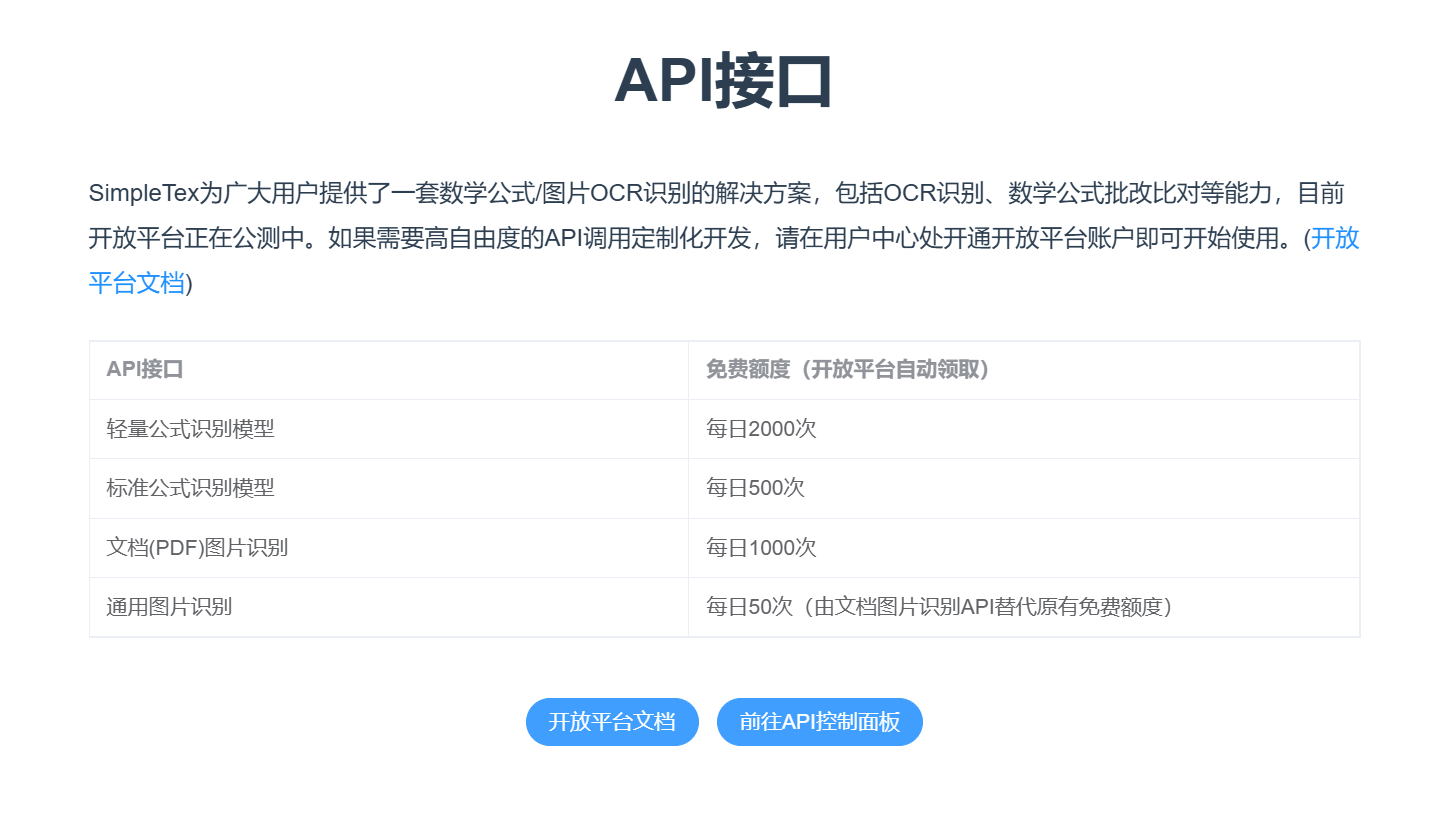 API接口
SimpleTex为广大用户提供了一套数学公式/图片OCR识别的解决方案，包括OCR识别、数学公式批改比对等能力，目前
开放平台正在公测中。如果需要高自由度的API调用定制化开发，请在用户中心处开通开放平台账户即可开始使用。(开放
平台文档)
API接口 免费额度（开放平台自动领取）
轻量公式识别模型 每日2000次
标准公式识别模型 每日500次
文档(PDF)图片识别 每日1000次
通用图片识别 每日50次（由文档图片识别API替代原有免费额度）
开放平台文档 前往API控制面板